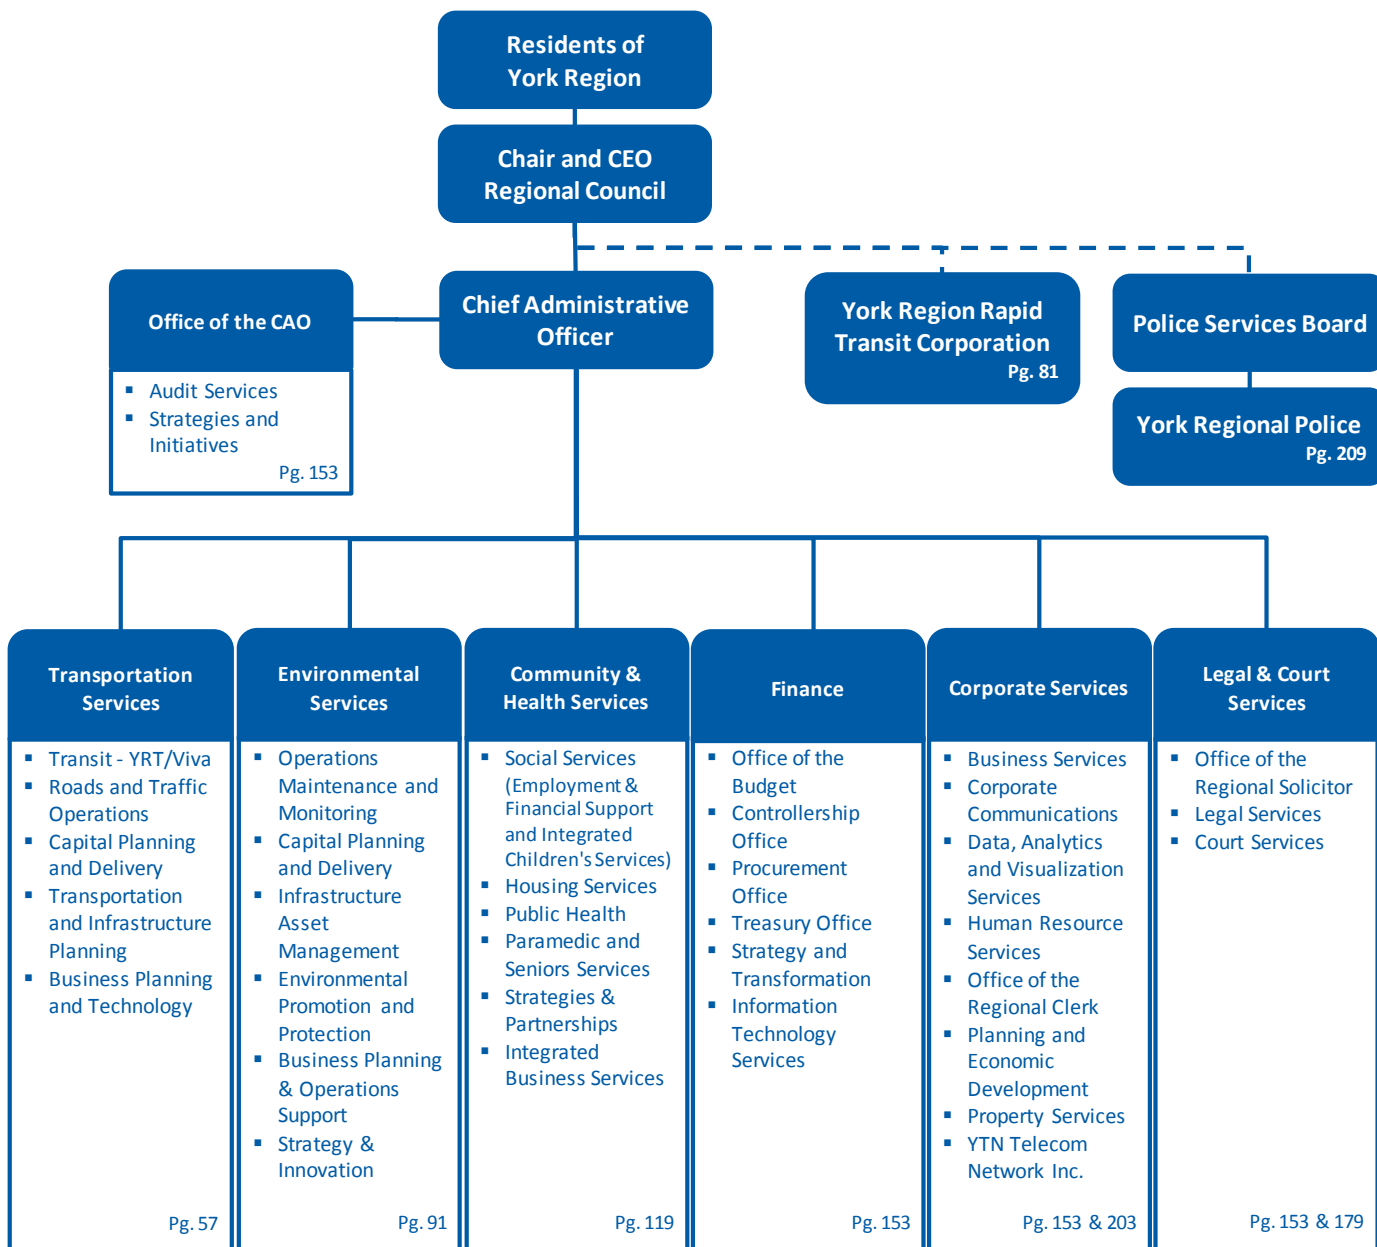 Residents of
York Region
Chair and CEO
Regional Council
Office of the CAO
▪ Audit Services
▪ Strategies and
Initiatives
Pg. 153
Chief Administrative
Officer
York Region Rapid
Transit Corporation
Pg. 81
Police Services Board
York Regional Police
Pg. 209
Transportation
Services
▪ Transit - YRT/Viva
▪ Roads and Traffic
Operations
▪ Capital Planning
and Delivery
▪ Transportation
and Infrastructure
Planning
▪ Business Planning
and Technology
Pg. 57
Environmental
Services
▪ Operations
Maintenance and
Monitoring
▪ Capital Planning
and Delivery
▪ Infrastructure
Asset
Management
▪ Environmental
Promotion and
Protection
▪ Business Planning
& Operations
Support
▪ Strategy &
Innovation
Pg. 91
Community &
Health Services
▪ Social Services
(Employment &
Financial Support
and Integrated
Children's Services)
▪ Housing Services
▪ Public Health
▪ Paramedic and
Seniors Services
▪ Strategies &
Partnerships
▪ Integrated
Business Services
Pg. 119
Finance
▪ Office of the
Budget
▪ Controllership
Office
▪ Procurement
Office
▪ Treasury Office
▪ Strategy and
Transformation
▪ Information
Technology
Services
Pg. 153
Corporate Services
▪ Business Services
▪ Corporate
Communications
▪ Data, Analytics
and Visualization
Services
▪ Human Resource
Services
▪ Office of the
Regional Clerk
▪ Planning and
Economic
Development
▪ Property Services
▪ YTN Telecom
Network Inc.
Pg. 153 & 203
Legal & Court
Services
▪ Office of the
Regional Solicitor
▪ Legal Services
▪ Court Services
Pg. 153 & 179